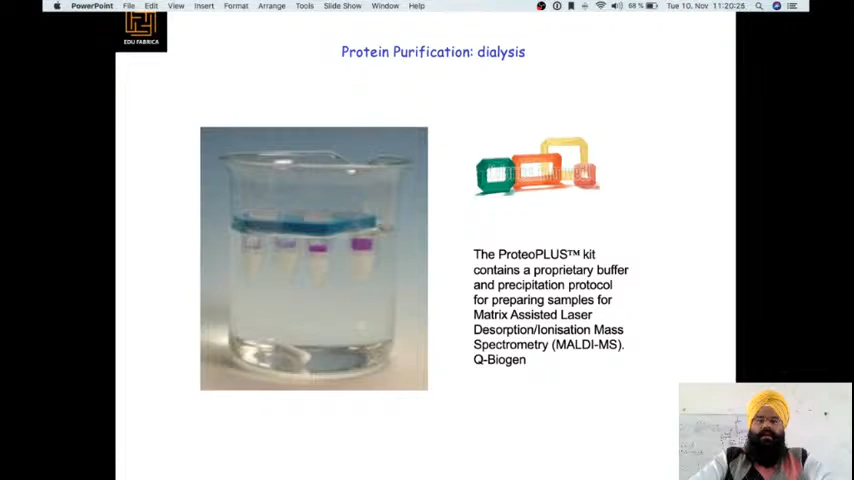 PowerPoint File Edit View Insert Format Arrange Tools Slide Show Window Help 68 % Tue 10. Nov 11:20:28
EDU FABRICA
Protein Purification: dialysis
The ProteoPLUS™ kit
contains a proprietary buffer
and precipitation protocol
for preparing samples for
Matrix Assisted Laser
Desorption/Ionisation Mass
Spectrometry (MALDI-MS).
Q-Biogen